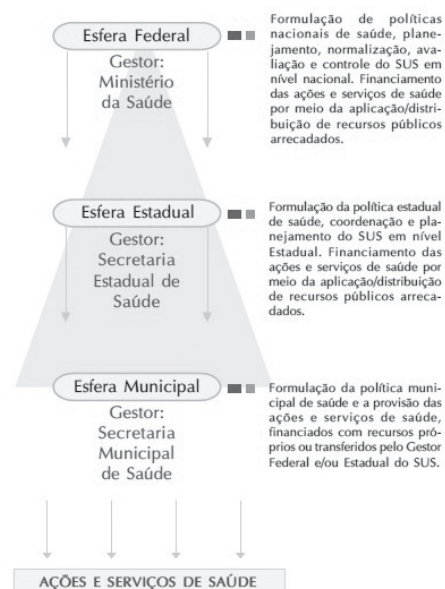 Esfera Federal
Gestor:
Ministério
da Saúde
Formulação de políticas
nacionais de saúde, plane-
jamento, normalização, ava-
liação e controle do SUS em
nível nacional. Financiamento
das ações e serviços de saúde
por meio da aplicação/distri-
buição de recursos públicos
arrecadados.
Esfera Estadual
Gestor:
Secretaria
Estadual de
Saúde
Formulação da política estadual
de saúde, coordenação e pla-
nejamento do SUS em nível
Estadual. Financiamento das
ações e serviços de saúde por
meio da aplicação/distribuição
de recursos públicos arreca-
dados.
Esfera Municipal
Gestor:
Secretaria
Municipal
de Saúde
Formulação da política muni-
cipal de saúde e a provisão das
ações e serviços de saúde,
financiados com recursos pró-
prios ou transferidos pelo Gestor
Federal e/ou Estadual do SUS.
AÇÕES E SERVIÇOS DE SAÚDE